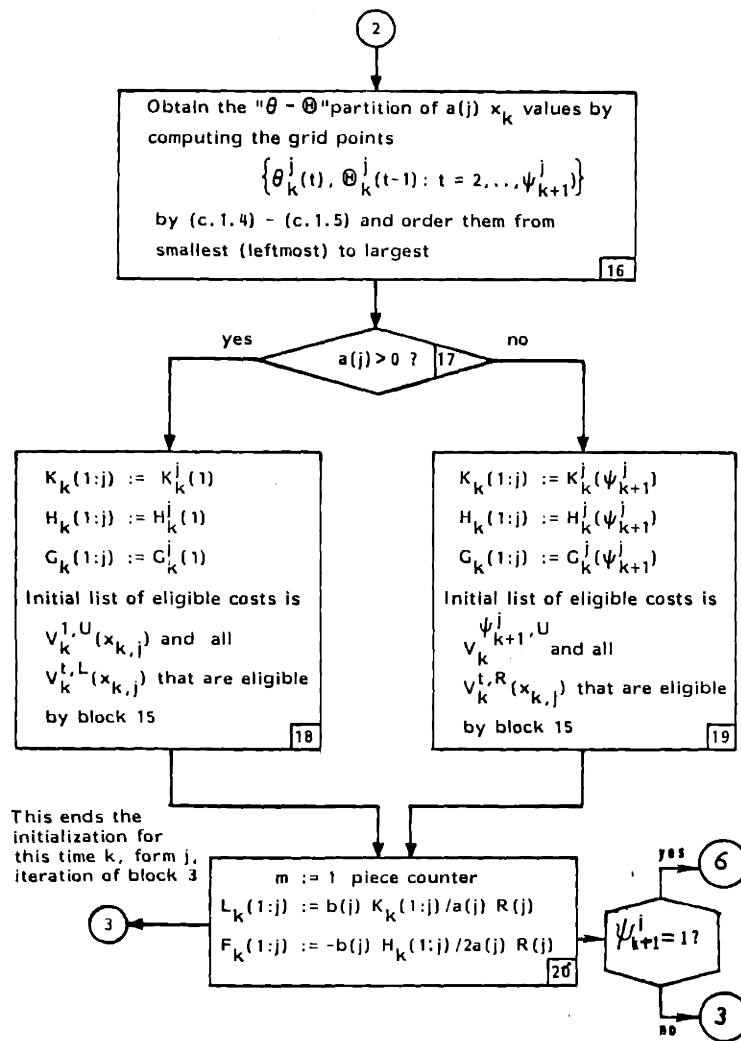 2
Obtain the "θ - Θ" partition of a(j) x_k values by
computing the grid points
{θ_k^j(t), Θ_k^j(t-1): t = 2,..,ψ_{k+1}^j)}
by (c.1.4) - (c.1.5) and order them from
smallest (leftmost) to largest
16
yes
a(j) > 0 ?
17
no
K_k(1:j) := K_k^j(1)
H_k(1:j) := H_k^j(1)
G_k(1:j) := G_k^j(1)
Initial list of eligible costs is
V_k^{1,U}(x_{k,j}) and all
V_k^{t,L}(x_{k,j}) that are eligible
by block 15
18
K_k(1:j) := K_k^j(ψ_{k+1}^j)
H_k(1:j) := H_k^j(ψ_{k+1}^j)
G_k(1:j) := G_k^j(ψ_{k+1}^j)
Initial list of eligible costs is
V_k^{ψ_{k+1}^j,U} and all
V_k^{t,R}(x_{k,j}) that are eligible
by block 15
19
This ends the
initialization for
this time k, form j,
iteration of block 3
3
m := 1 piece counter
L_k(1:j) := b(j) K_k(1:j)/a(j) R(j)
F_k(1:j) := -b(j) H_k(1:j)/2a(j) R(j)
20
yes
6
ψ_{k+1}^j = 1?
no
3